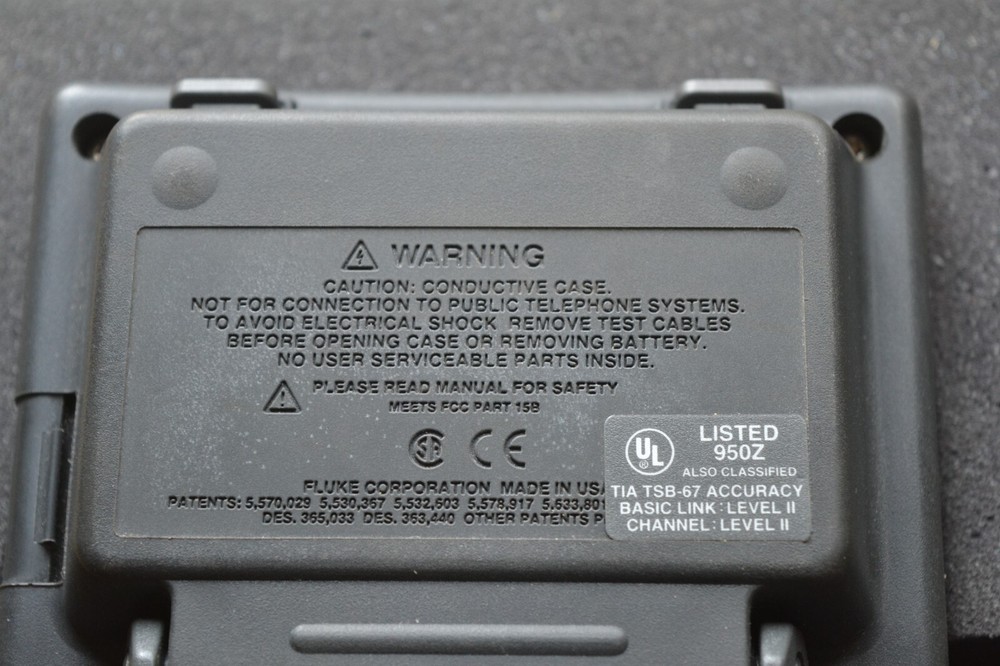 WARNING
CAUTION: CONDUCTIVE CASE.
NOT FOR CONNECTION TO PUBLIC TELEPHONE SYSTEMS.
TO AVOID ELECTRICAL SHOCK REMOVE TEST CABLES
BEFORE OPENING CASE OR REMOVING BATTERY.
NO USER SERVICEABLE PARTS INSIDE.
PLEASE READ MANUAL FOR SAFETY
MEETS FCC PART 15B
CE
FLUKE CORPORATION MADE IN USA
PATENTS: 5,570,029 5,530,367 5,532,603 5,578,917 5,633,801
DES. 365,033 DES. 363,440 OTHER PATENTS P
UL
LISTED
950Z
ALSO CLASSIFIED
TIA TSB-67 ACCURACY
BASIC LINK: LEVEL II
CHANNEL: LEVEL II